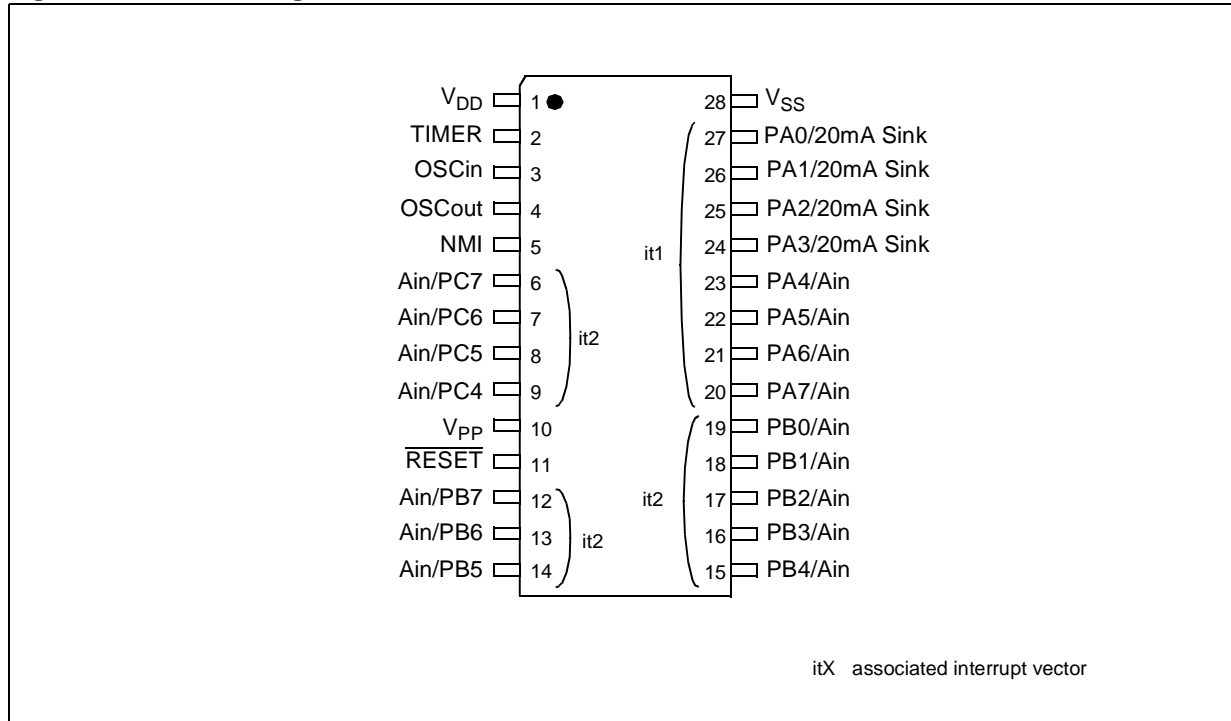 VDD 1 28 VSS
TIMER 2 27 PA0/20mA Sink
OSCin 3 26 PA1/20mA Sink
OSCout 4 25 PA2/20mA Sink
NMI 5 24 PA3/20mA Sink
it1
Ain/PC7 6 23 PA4/Ain
Ain/PC6 7 22 PA5/Ain
it2
Ain/PC5 8 21 PA6/Ain
Ain/PC4 9 20 PA7/Ain
VPP 10 19 PB0/Ain
RESET 11 18 PB1/Ain
Ain/PB7 12 it2 17 PB2/Ain
Ain/PB6 13 it2 16 PB3/Ain
Ain/PB5 14 15 PB4/Ain
itX associated interrupt vector